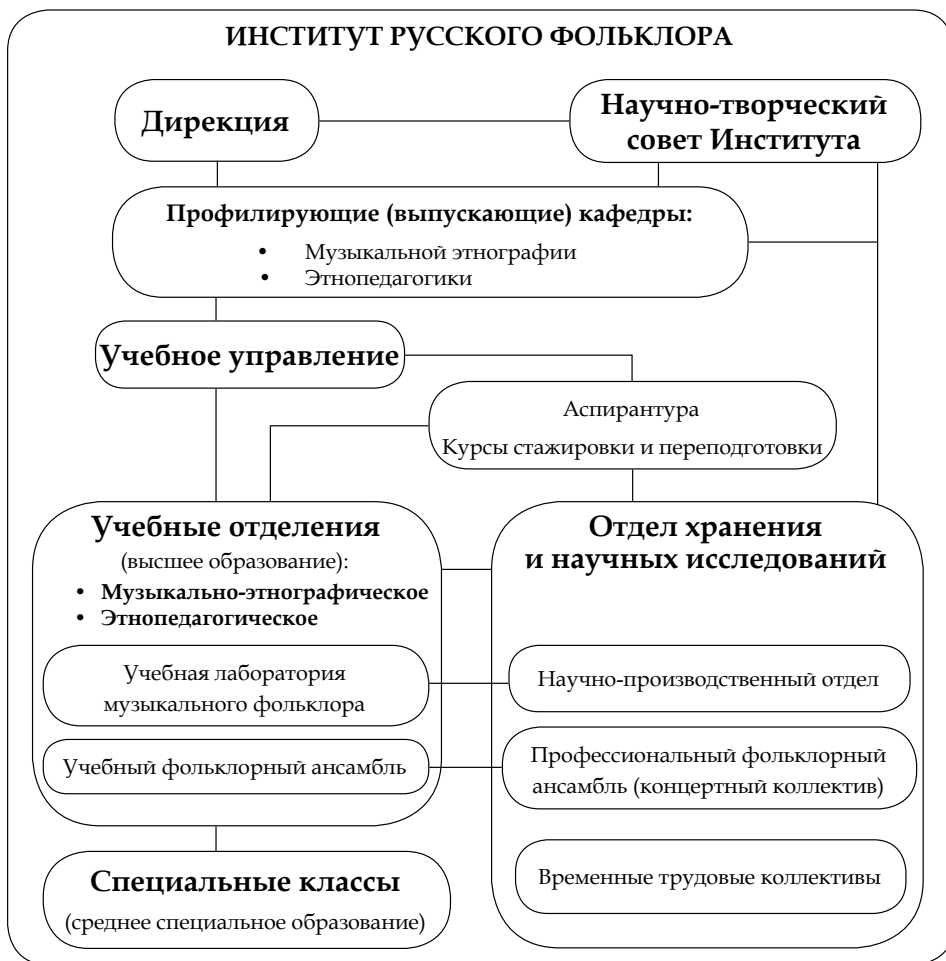 ИНСТИТУТ РУССКОГО ФОЛЬКЛОРА
Дирекция
Научно-творческий
совет Института
Профилирующие (выпускающие) кафедры:
• Музыкальной этнографии
• Этнопедагогики
Учебное управление
Аспирантура
Курсы стажировки и переподготовки
Учебные отделения
(высшее образование):
• Музыкально-этнографическое
• Этнопедагогическое
Учебная лаборатория
музыкального фольклора
Учебный фольклорный ансамбль
Отдел хранения
и научных исследований
Научно-производственный отдел
Профессиональный фольклорный
ансамбль (концертный коллектив)
Временные трудовые коллективы
Специальные классы
(среднее специальное образование)